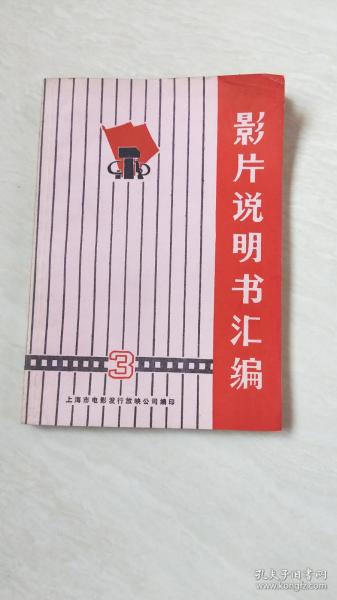 影片说明书汇编
3
上海市电影发行放映公司编印
孔夫子旧书网